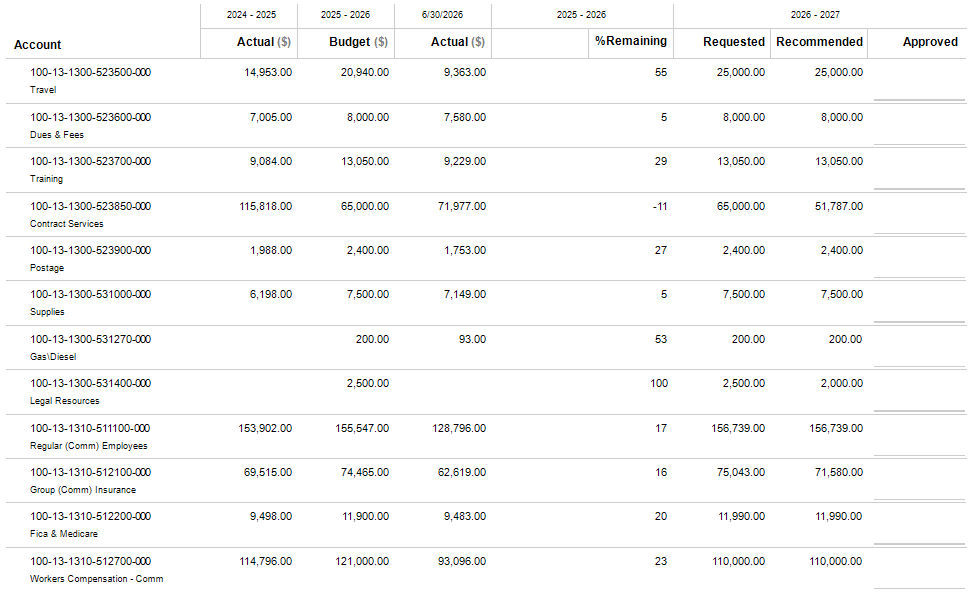 2024 - 2025 2025 - 2026 6/30/2026 2025 - 2026 2026 - 2027
Account Actual ($) Budget ($) Actual ($) %Remaining Requested Recommended Approved
100-13-1300-523500-000 14,953.00 20,940.00 9,363.00 55 25,000.00 25,000.00
Travel
100-13-1300-523600-000 7,005.00 8,000.00 7,580.00 5 8,000.00 8,000.00
Dues & Fees
100-13-1300-523700-000 9,084.00 13,050.00 9,229.00 29 13,050.00 13,050.00
Training
100-13-1300-523850-000 115,818.00 65,000.00 71,977.00 -11 65,000.00 51,787.00
Contract Services
100-13-1300-523900-000 1,988.00 2,400.00 1,753.00 27 2,400.00 2,400.00
Postage
100-13-1300-531000-000 6,198.00 7,500.00 7,149.00 5 7,500.00 7,500.00
Supplies
100-13-1300-531270-000 200.00 93.00 53 200.00 200.00
Gas\Diesel
100-13-1300-531400-000 2,500.00 100 2,500.00 2,000.00
Legal Resources
100-13-1310-511100-000 153,902.00 155,547.00 128,796.00 17 156,739.00 156,739.00
Regular (Comm) Employees
100-13-1310-512100-000 69,515.00 74,465.00 62,619.00 16 75,043.00 71,580.00
Group (Comm) Insurance
100-13-1310-512200-000 9,498.00 11,900.00 9,483.00 20 11,990.00 11,990.00
Fica & Medicare
100-13-1310-512700-000 114,796.00 121,000.00 93,096.00 23 110,000.00 110,000.00
Workers Compensation - Comm